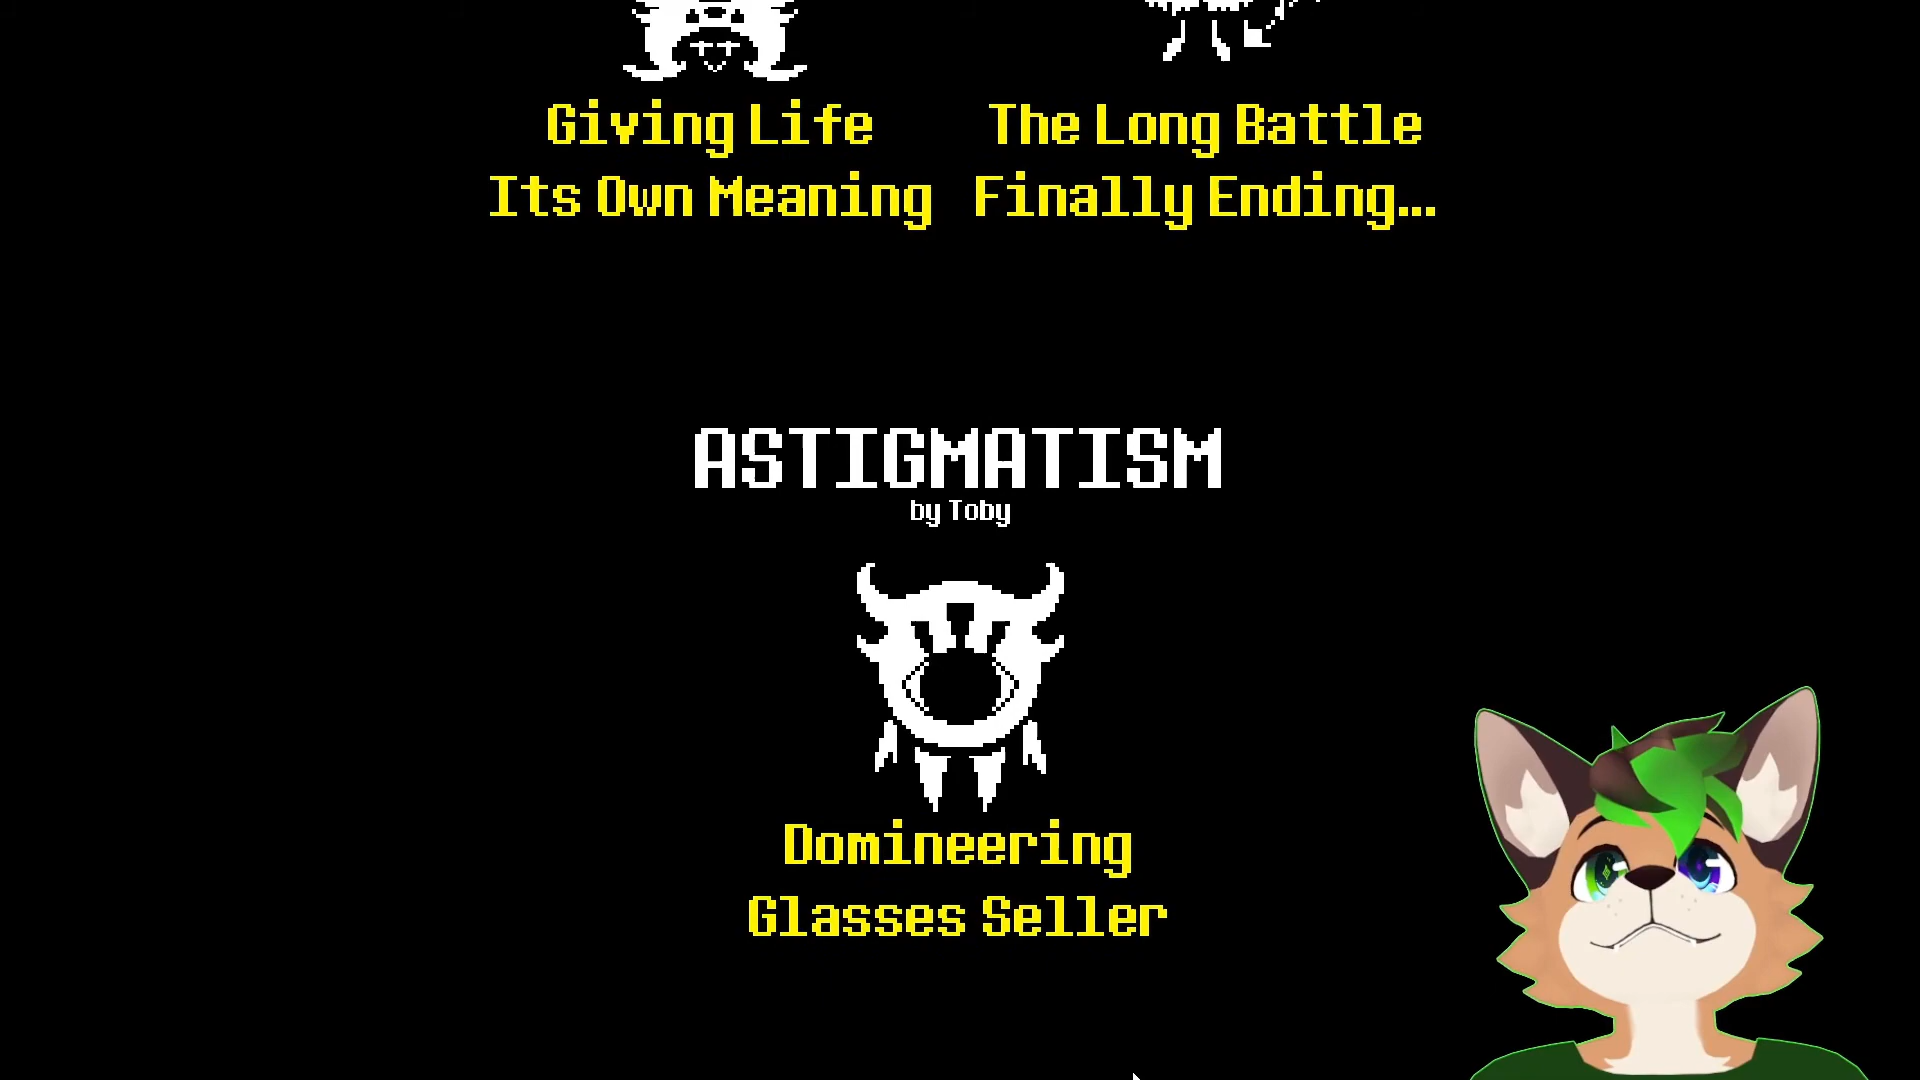 Giving Life
Its Own Meaning
The Long Battle
Finally Ending...
ASTIGMATISM
by Toby
Domineering
Glasses Seller